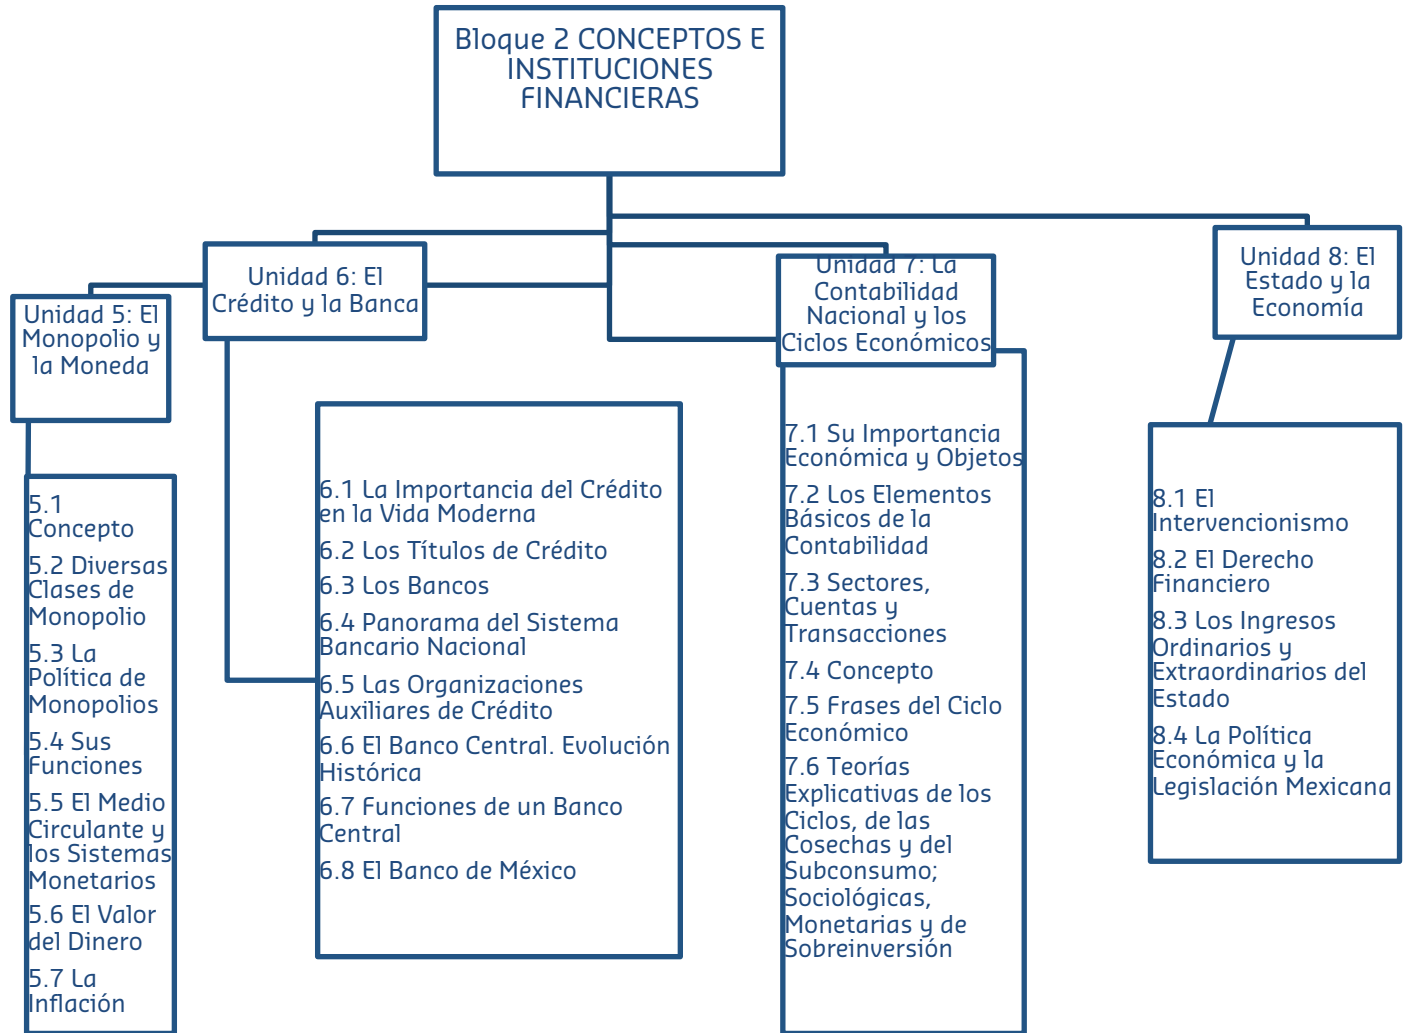 Bloque 2 CONCEPTOS E
INSTITUCIONES
FINANCIERAS
Unidad 5: El
Monopolio y
la Moneda
5.1
Concepto
5.2 Diversas
Clases de
Monopolio
5.3 La
Política de
Monopolios
5.4 Sus
Funciones
5.5 El Medio
Circulante y
los Sistemas
Monetarios
5.6 El Valor
del Dinero
5.7 La
Inflación
Unidad 6: El
Crédito y la Banca
6.1 La Importancia del Crédito
en la Vida Moderna
6.2 Los Títulos de Crédito
6.3 Los Bancos
6.4 Panorama del Sistema
Bancario Nacional
6.5 Las Organizaciones
Auxiliares de Crédito
6.6 El Banco Central. Evolución
Histórica
6.7 Funciones de un Banco
Central
6.8 El Banco de México
Unidad 7: La
Contabilidad
Nacional y los
Ciclos Económicos
7.1 Su Importancia
Económica y Objetos
7.2 Los Elementos
Básicos de la
Contabilidad
7.3 Sectores,
Cuentas y
Transacciones
7.4 Concepto
7.5 Frases del Ciclo
Económico
7.6 Teorías
Explicativas de los
Ciclos, de las
Cosechas y del
Subconsumo;
Sociológicas,
Monetarias y de
Sobreinversión
Unidad 8: El
Estado y la
Economía
8.1 El
Intervencionismo
8.2 El Derecho
Financiero
8.3 Los Ingresos
Ordinarios y
Extraordinarios del
Estado
8.4 La Política
Económica y la
Legislación Mexicana